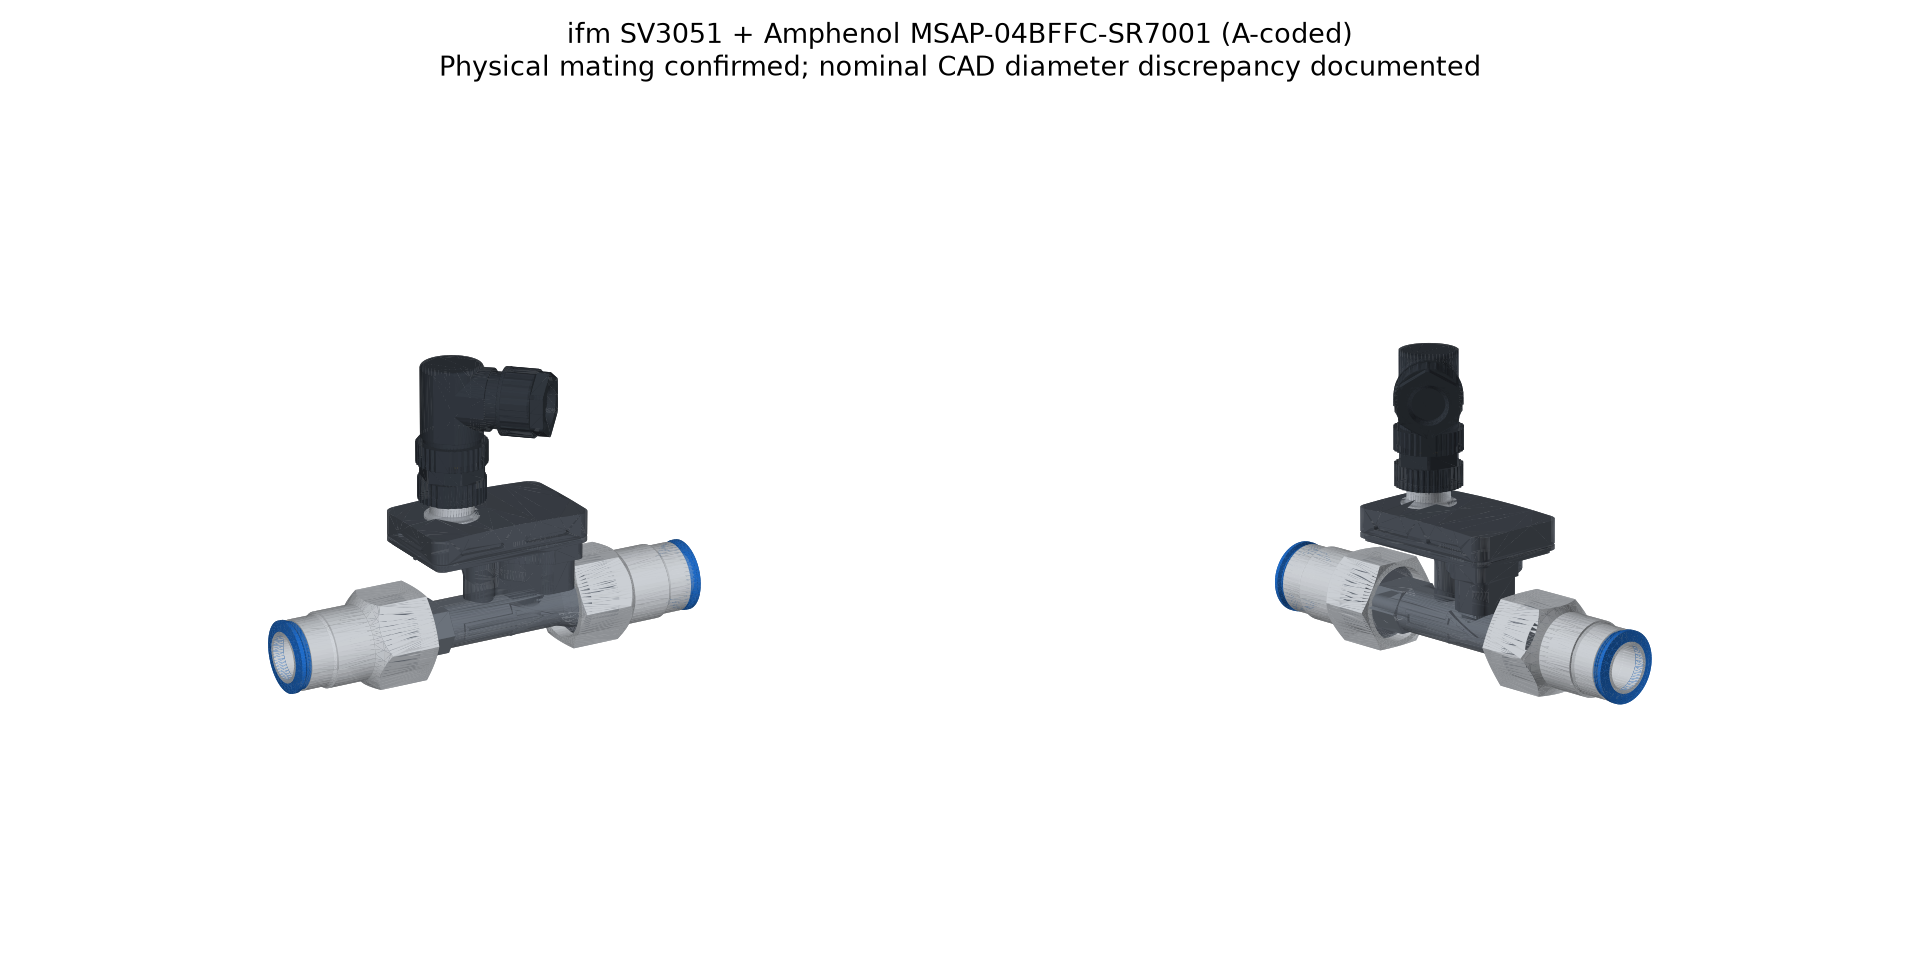 ifm SV3051 + Amphenol MSAP-04BFFC-SR7001 (A-coded)
Physical mating confirmed; nominal CAD diameter discrepancy documented